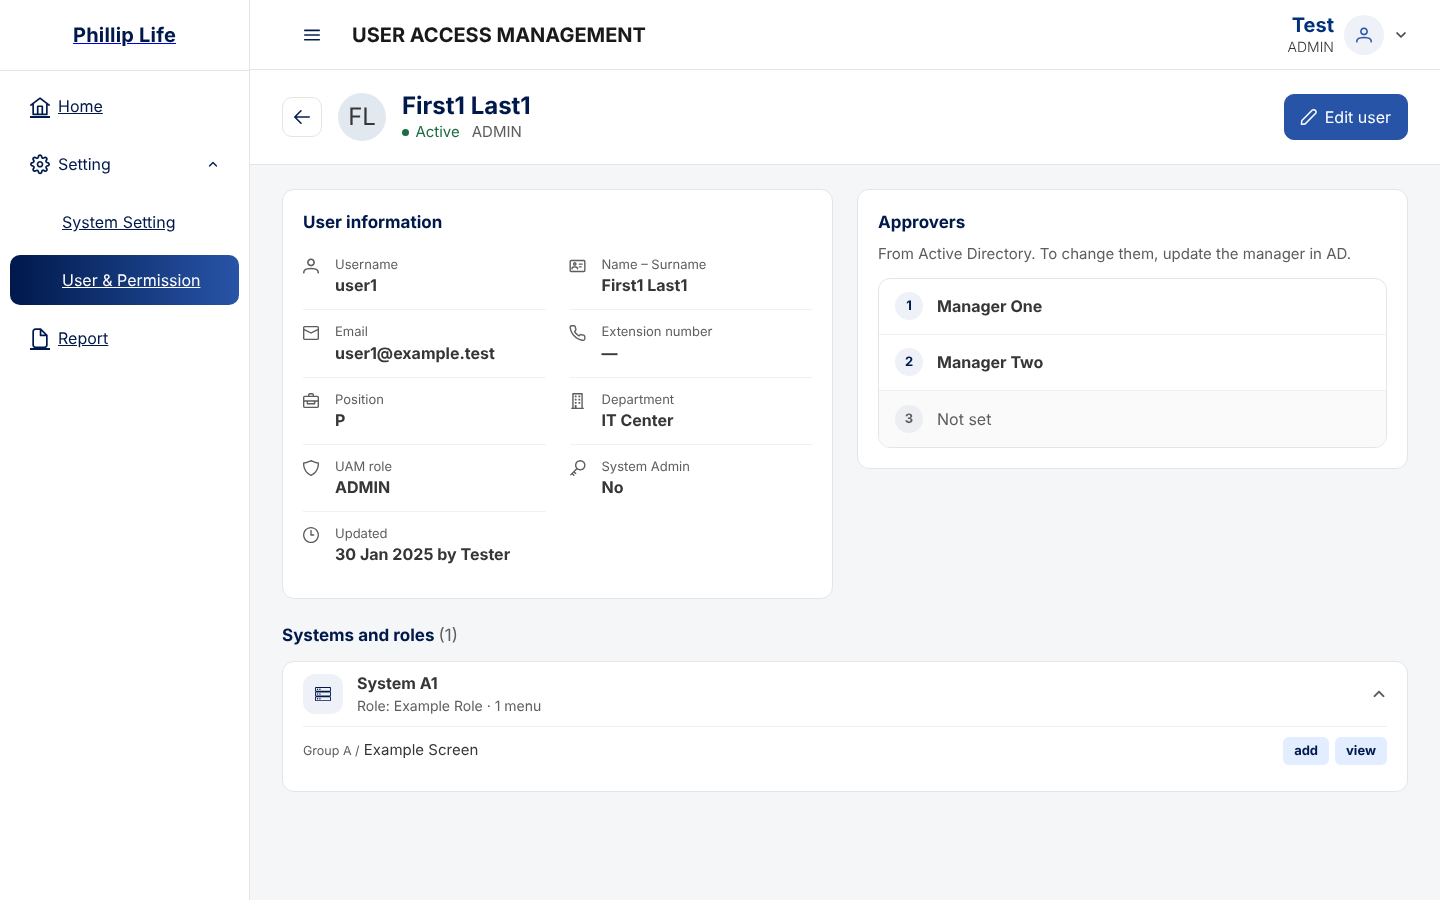 Phillip Life
USER ACCESS MANAGEMENT
Test
ADMIN
Home
Setting
System Setting
User & Permission
Report
FL
First1 Last1
Active ADMIN
Edit user
User information
Username
user1
Name – Surname
First1 Last1
Email
user1@example.test
Extension number
—
Position
P
Department
IT Center
UAM role
ADMIN
System Admin
No
Updated
30 Jan 2025 by Tester
Approvers
From Active Directory. To change them, update the manager in AD.
1 Manager One
2 Manager Two
3 Not set
Systems and roles (1)
System A1
Role: Example Role · 1 menu
Group A / Example Screen
add view